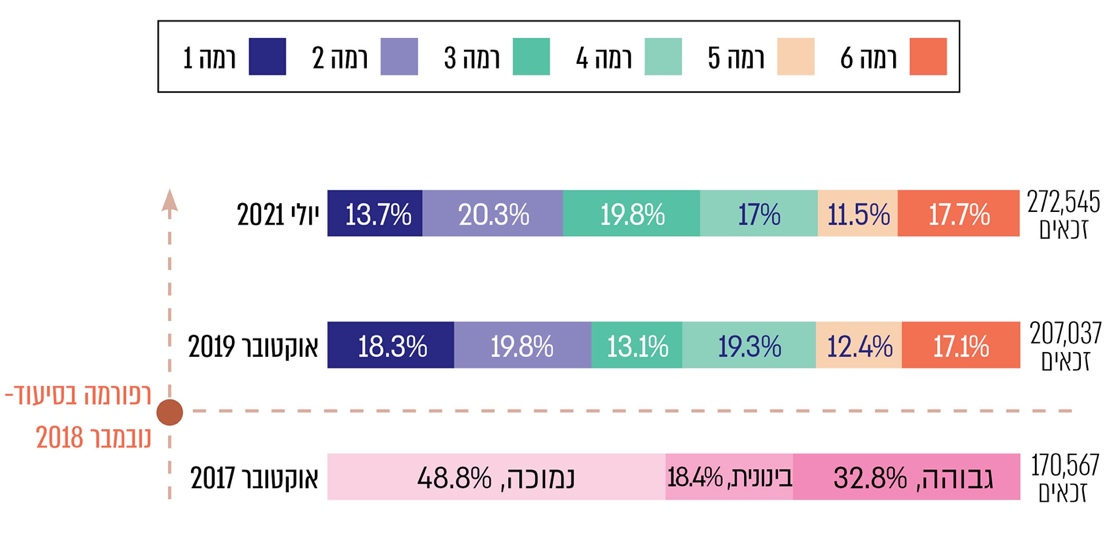 רמה 6 רמה 5 רמה 4 רמה 3 רמה 2 רמה 1
יולי 2021 13.7% 20.3% 19.8% 17% 11.5% 17.7% 272,545
זכאים
אוקטובר 2019 18.3% 19.8% 13.1% 19.3% 12.4% 17.1% 207,037
זכאים
רפורמה בסיעוד-
נובמבר 2018
אוקטובר 2017 נמוכה, 48.8% בינונית, 18.4% גבוהה, 32.8% 170,567
זכאים